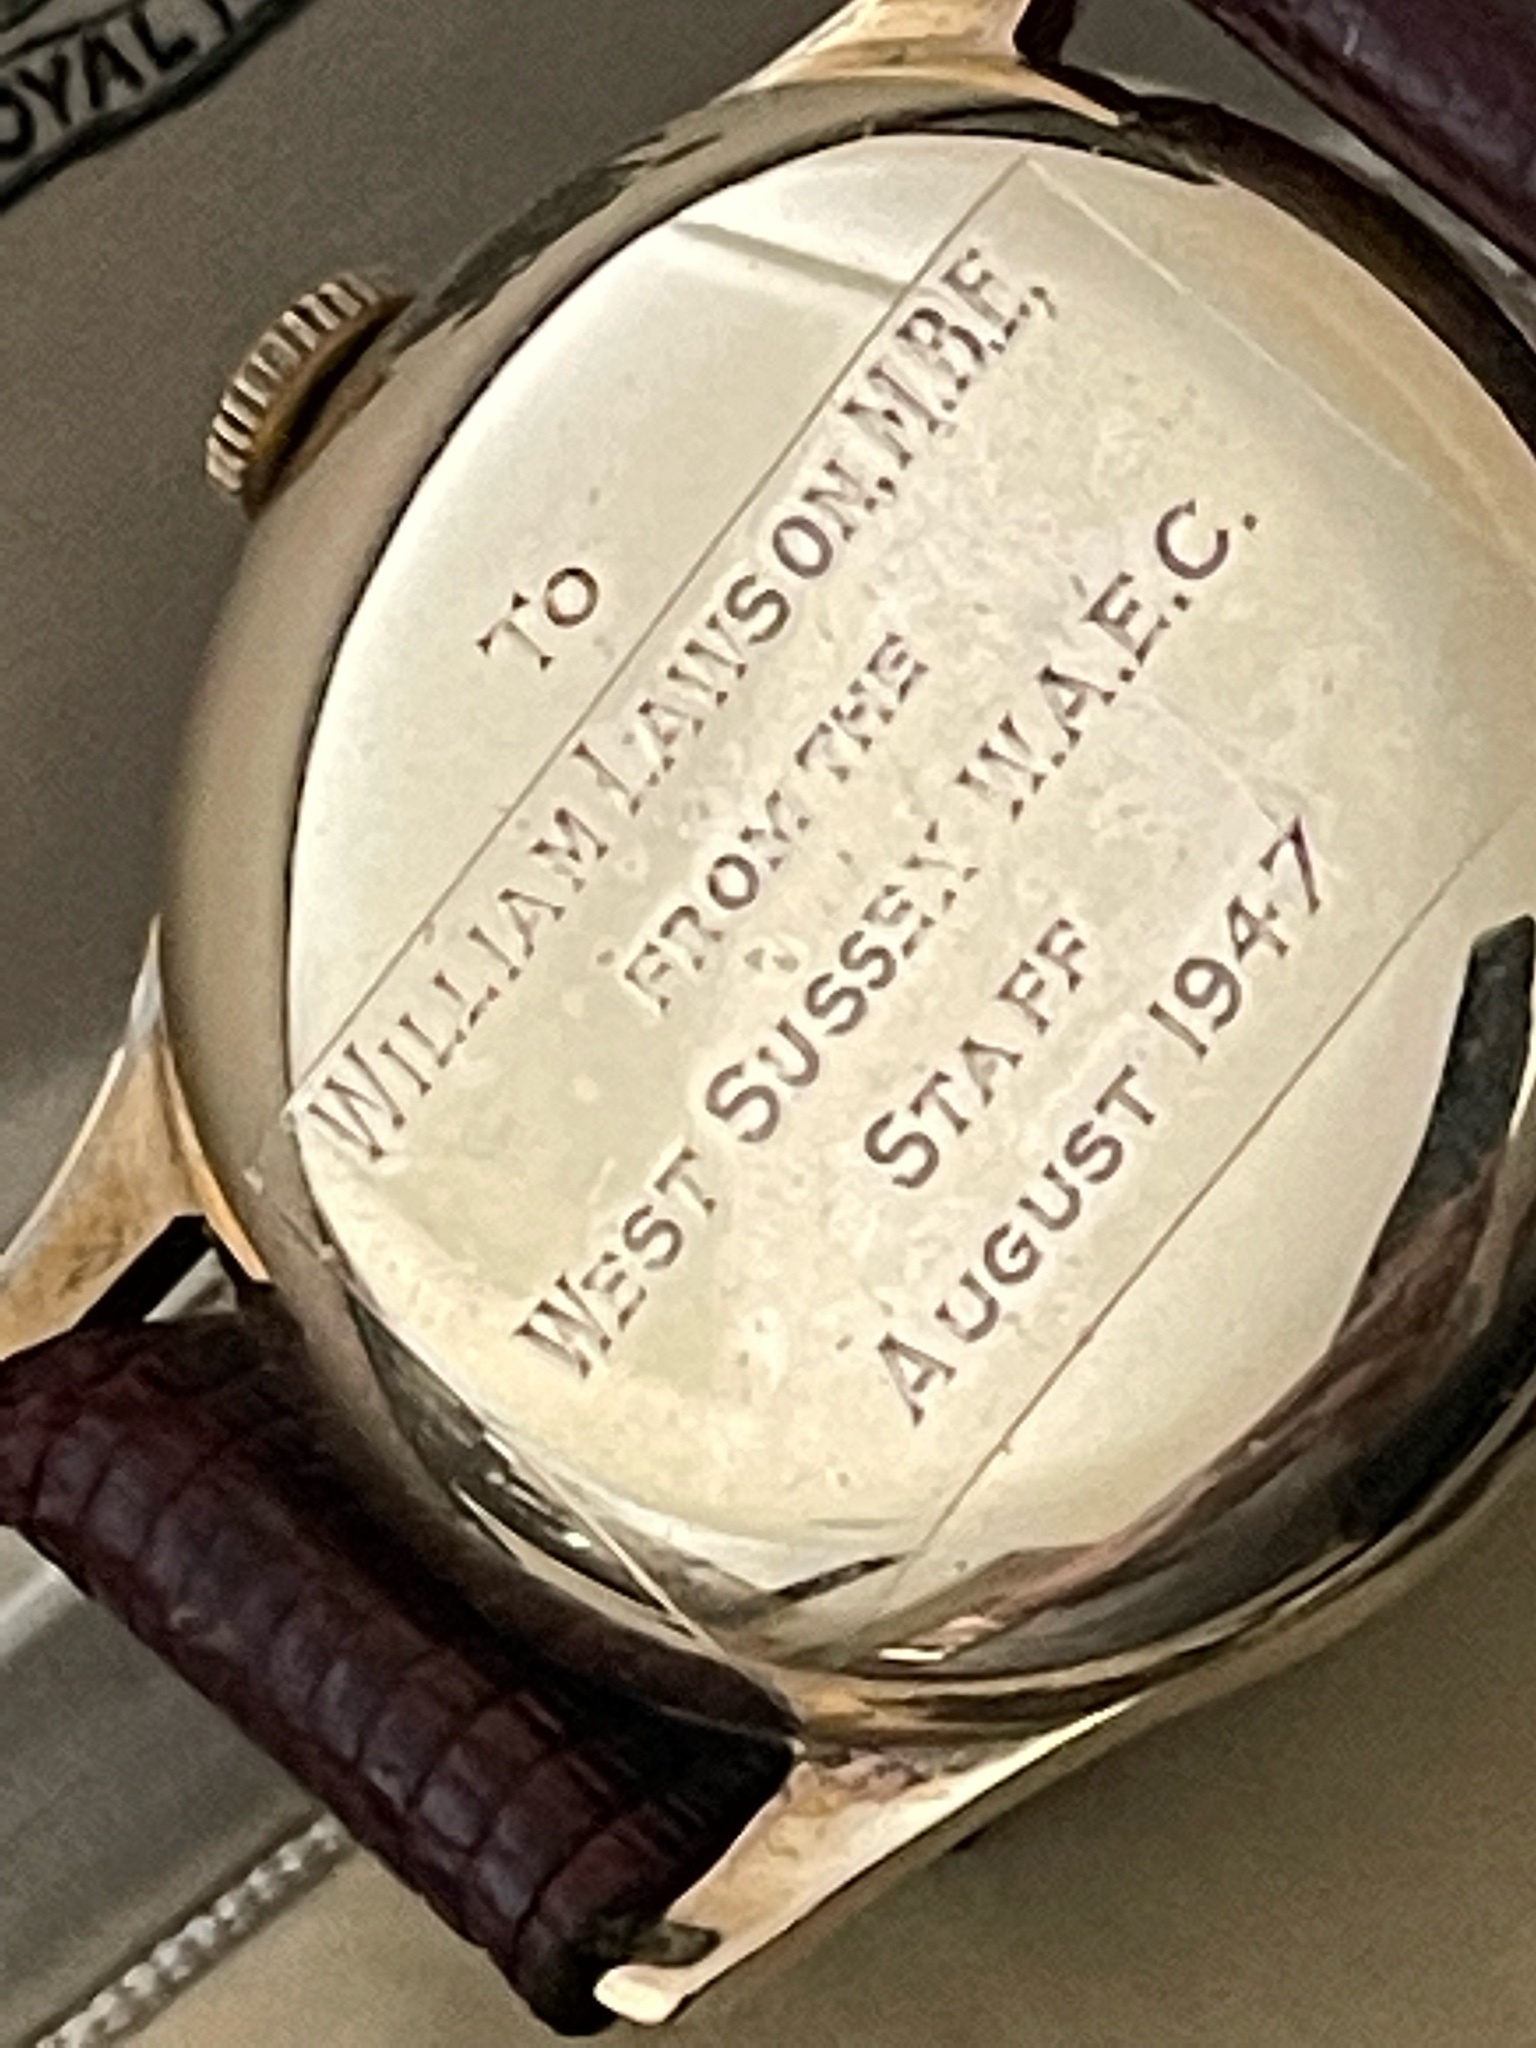 To
WILLIAM LAWSON, M.B.E.,
FROM THE
WEST SUSSEX W.A.E.C.
STAFF
AUGUST 1947